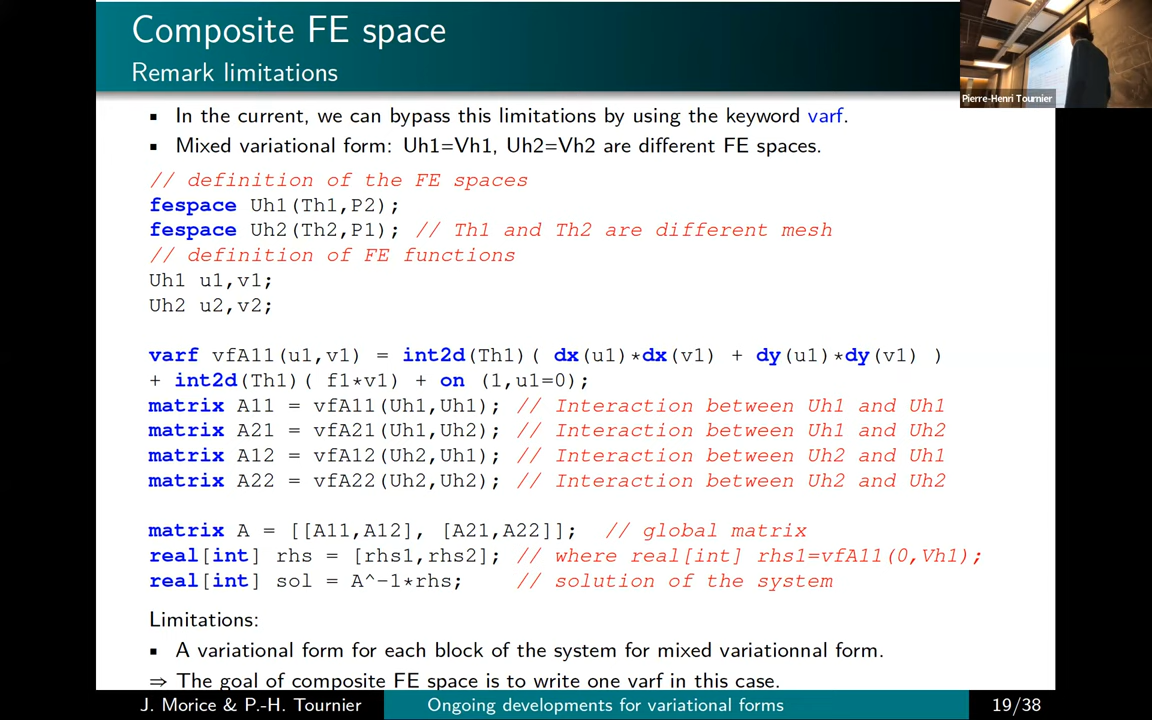 Composite FE space
Remark limitations
Pierre-Henri Tournier
▪ In the current, we can bypass this limitations by using the keyword varf.
▪ Mixed variational form: Uh1=Vh1, Uh2=Vh2 are different FE spaces.
// definition of the FE spaces
fespace Uh1(Th1,P2);
fespace Uh2(Th2,P1); // Th1 and Th2 are different mesh
// definition of FE functions
Uh1 u1,v1;
Uh2 u2,v2;
varf vfA11(u1,v1) = int2d(Th1)( dx(u1)*dx(v1) + dy(u1)*dy(v1) )
+ int2d(Th1)( f1*v1) + on (1,u1=0);
matrix A11 = vfA11(Uh1,Uh1); // Interaction between Uh1 and Uh1
matrix A21 = vfA21(Uh1,Uh2); // Interaction between Uh1 and Uh2
matrix A12 = vfA12(Uh2,Uh1); // Interaction between Uh2 and Uh1
matrix A22 = vfA22(Uh2,Uh2); // Interaction between Uh2 and Uh2
matrix A = [[A11,A12], [A21,A22]]; // global matrix
real[int] rhs = [rhs1,rhs2]; // where real[int] rhs1=vfA11(0,Vh1);
real[int] sol = A^-1*rhs; // solution of the system
Limitations:
▪ A variational form for each block of the system for mixed variationnal form.
⇒ The goal of composite FE space is to write one varf in this case.
J. Morice & P.-H. Tournier Ongoing developments for variational forms 19/38